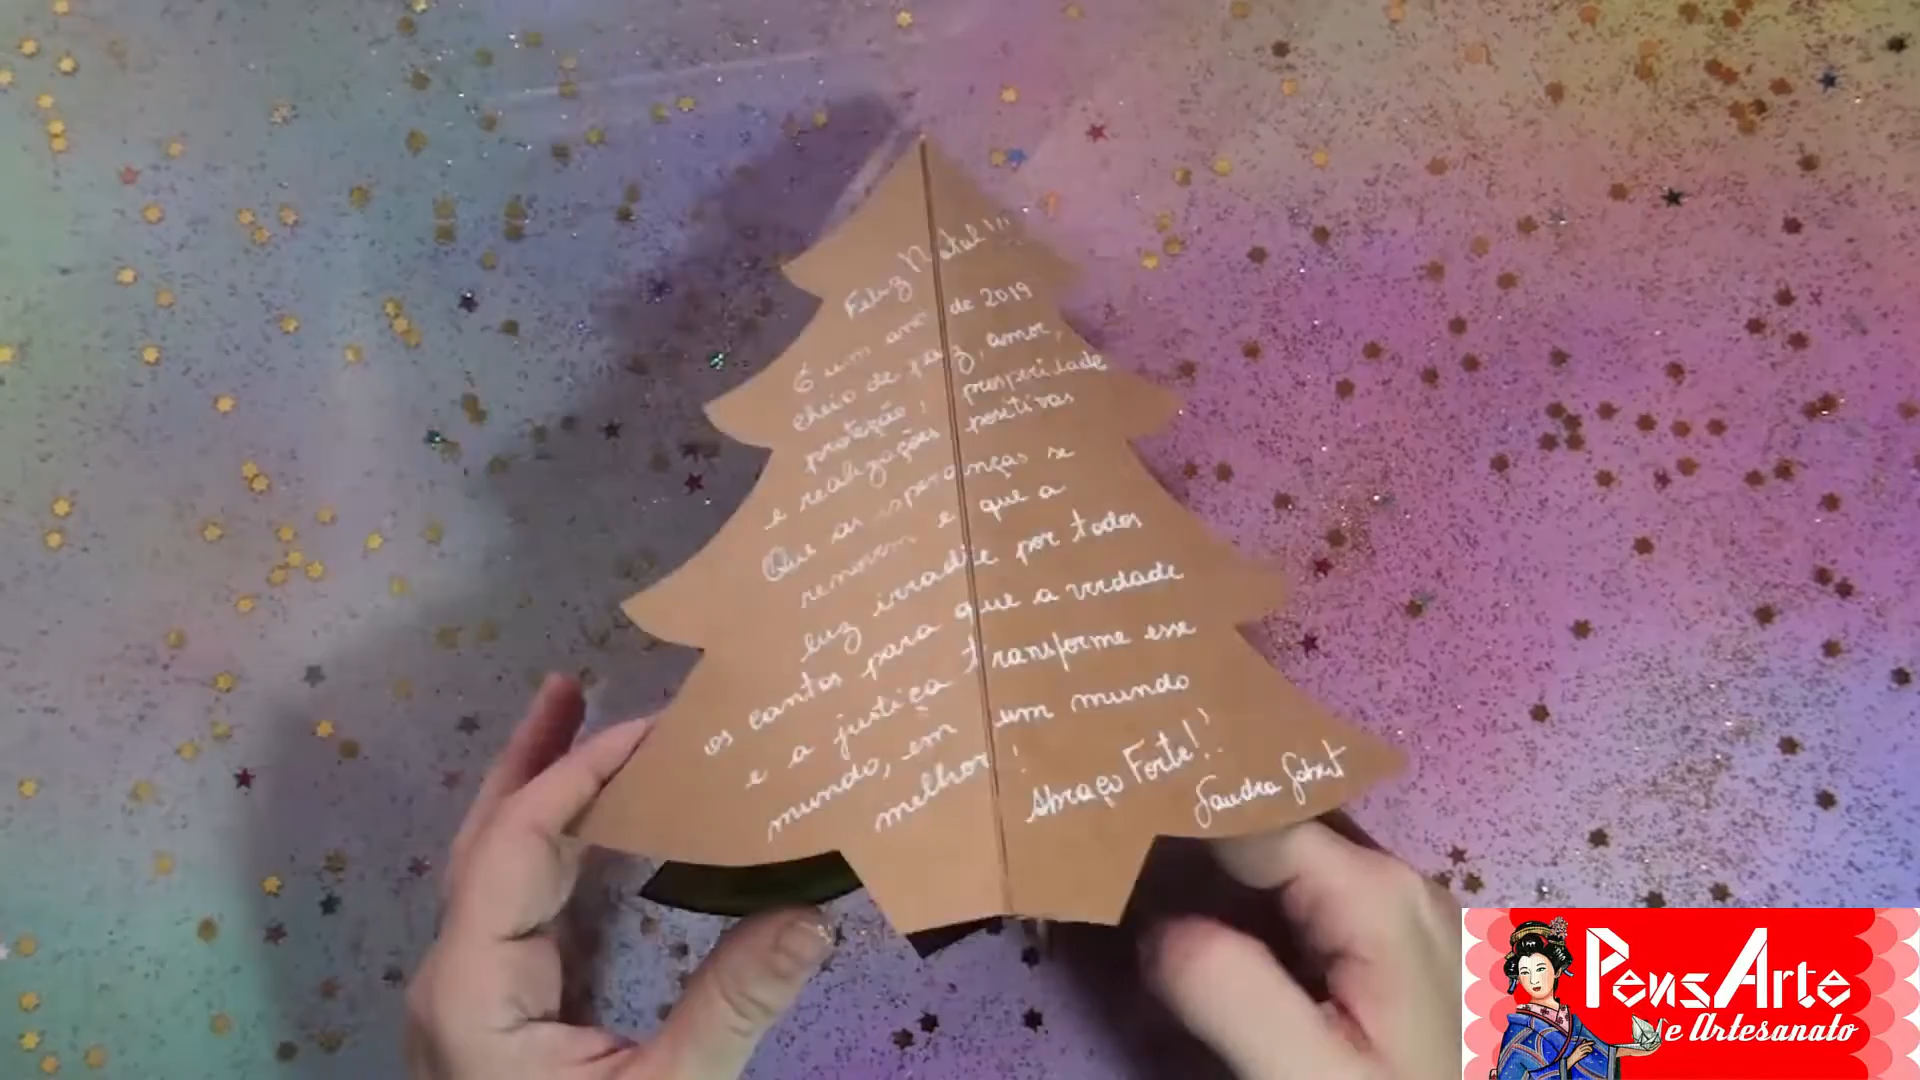 Feliz Natal!!!
É um ano de 2019
cheio de paz, amor,
proteção, prosperidade
e realizações positivas
Que as esperanças se
renovem e que a
luz irradie por todos
os cantos para que a verdade
e a justiça transforme esse
mundo, em um mundo
melhor!
Abraço Forte!!
Sandra
PensArte
e Artesanato